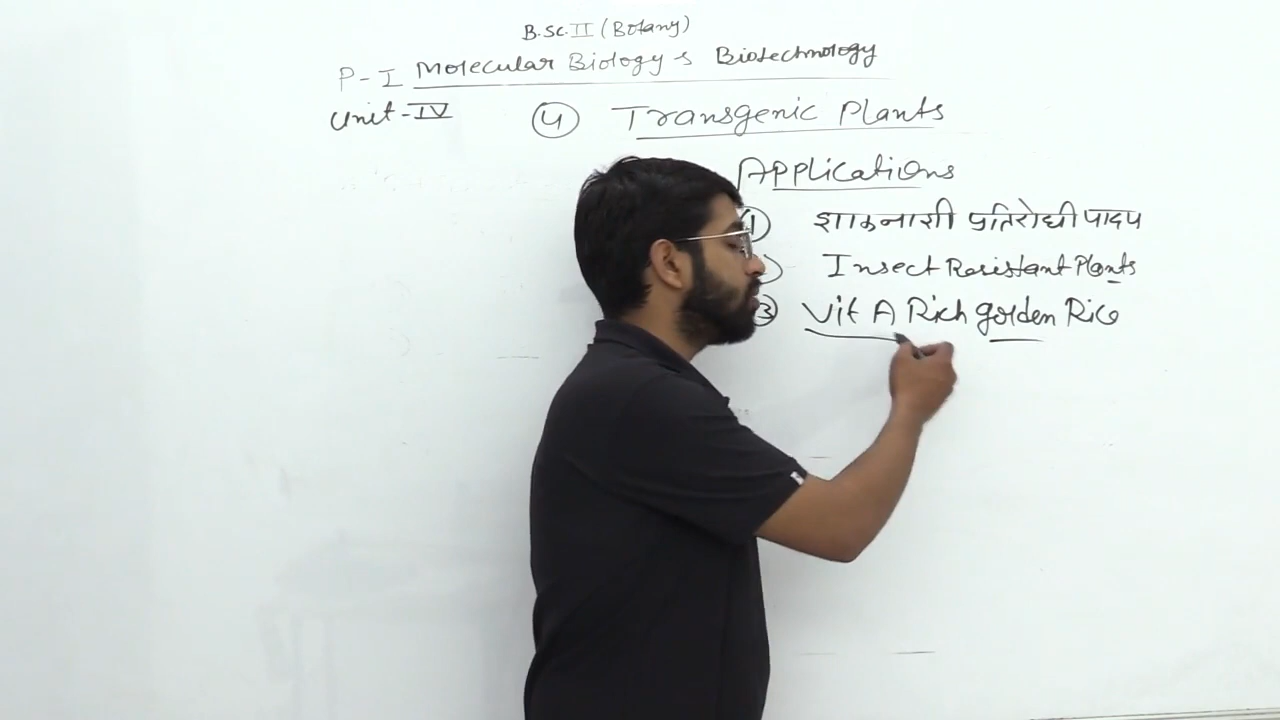 B.Sc.II (Botany)
P-I Molecular Biology & Biotechnology
Unit-IV ④ Transgenic Plants
Applications
① शाकनाशी प्रतिरोधी पादप
Insect Resistant Plants
③ Vit A Rich golden Rice